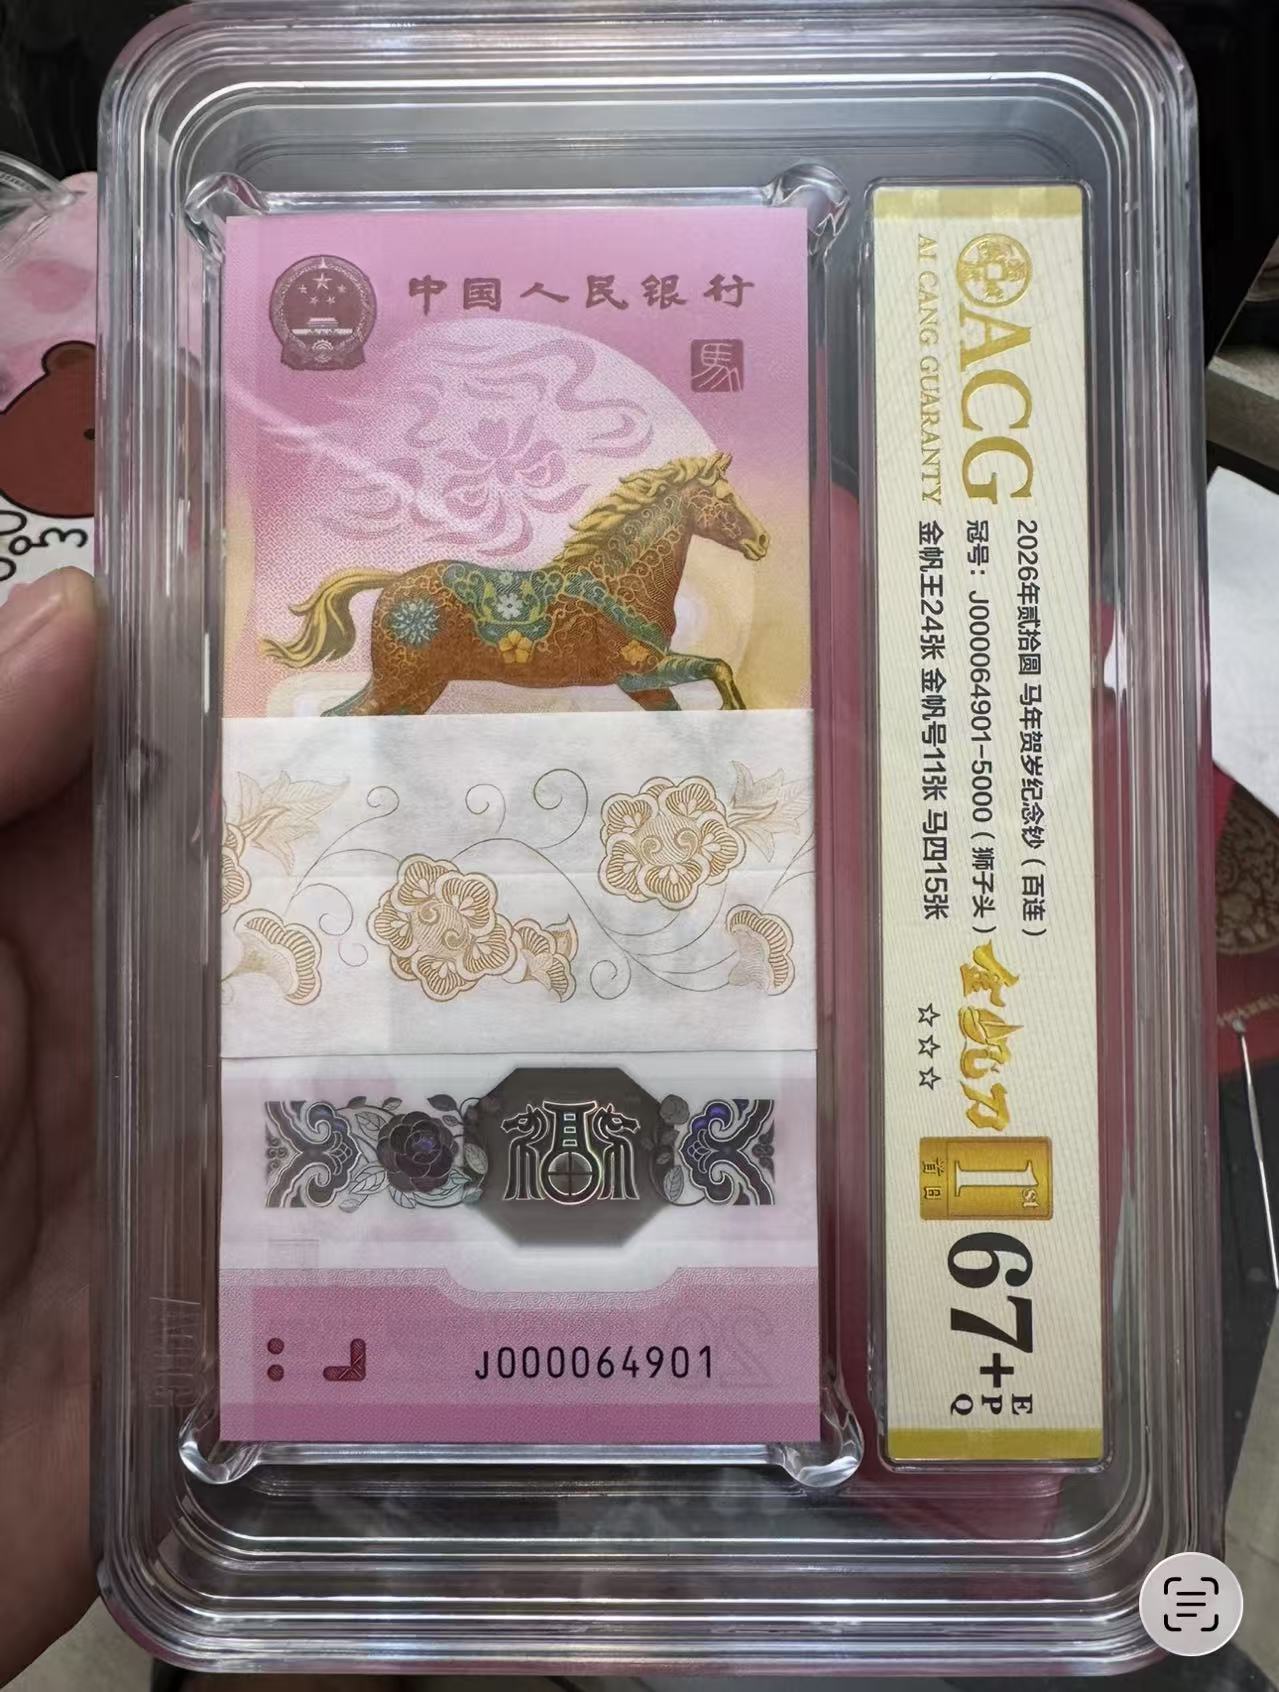 中国人民银行
馬
J000064901
ACG
AI CANG GUARANTY
2026年贰拾圆 马年贺岁纪念钞（百连）
冠号：J000064901-5000（狮子头）
金帆王24张 金帆号11张 马四15张
☆☆☆
1st
首日
67+
EPQ